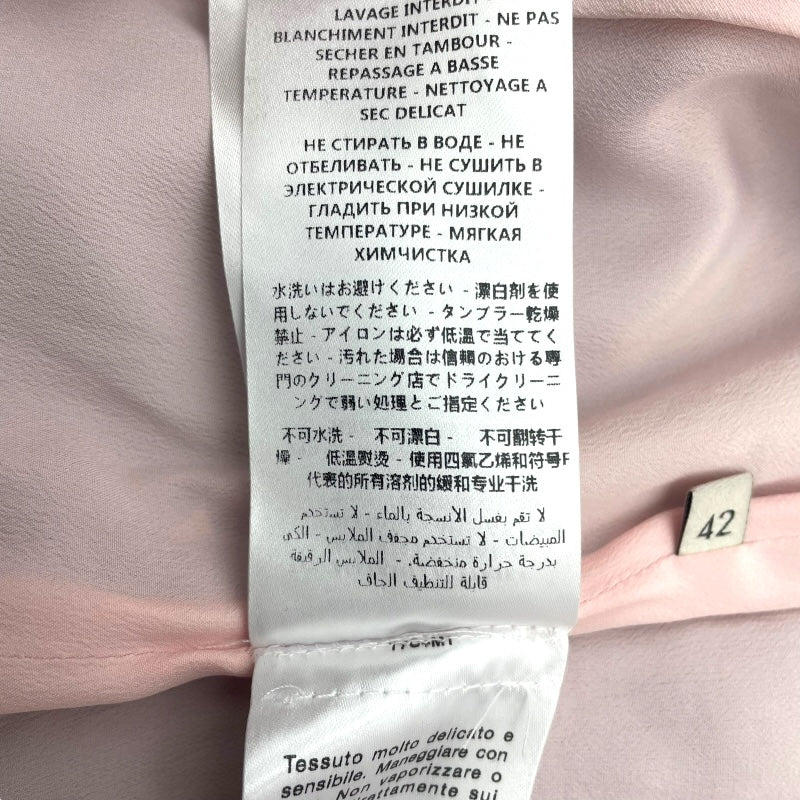 LAVAGE INTERDIT -
BLANCHIMENT INTERDIT - NE PAS
SECHER EN TAMBOUR -
REPASSAGE A BASSE
TEMPERATURE - NETTOYAGE A
SEC DELICAT
НЕ СТИРАТЬ В ВОДЕ - НЕ
ОТБЕЛИВАТЬ - НЕ СУШИТЬ В
ЭЛЕКТРИЧЕСКОЙ СУШИЛКЕ -
ГЛАДИТЬ ПРИ НИЗКОЙ
ТЕМПЕРАТУРЕ - МЯГКАЯ
ХИМЧИСТКА
水洗いはお避けください - 漂白剤を使
用しないでください - タンブラー乾燥
禁止 - アイロンは必ず低温で当ててく
ださい - 汚れた場合は信頼のおける専
門のクリーニング店でドライクリーニ
ングで弱い処理とご指定ください
不可水洗 - 不可漂白 - 不可翻转干
燥 - 低温熨烫 - 使用四氯乙烯和符号F
代表的所有溶剂的缓和专业干洗
لا تقم بغسل الانسجة بالماء - لا تستخدم
المبيضات - لا تستخدم مجفف الملابس - الكى
بدرجة حرارة منخفضة. - الملابس الرقيقة
قابلة للتنظيف الجاف
42
Tessuto molto delicato e
sensibile. Maneggiare con
Non vaporizzare o
sui